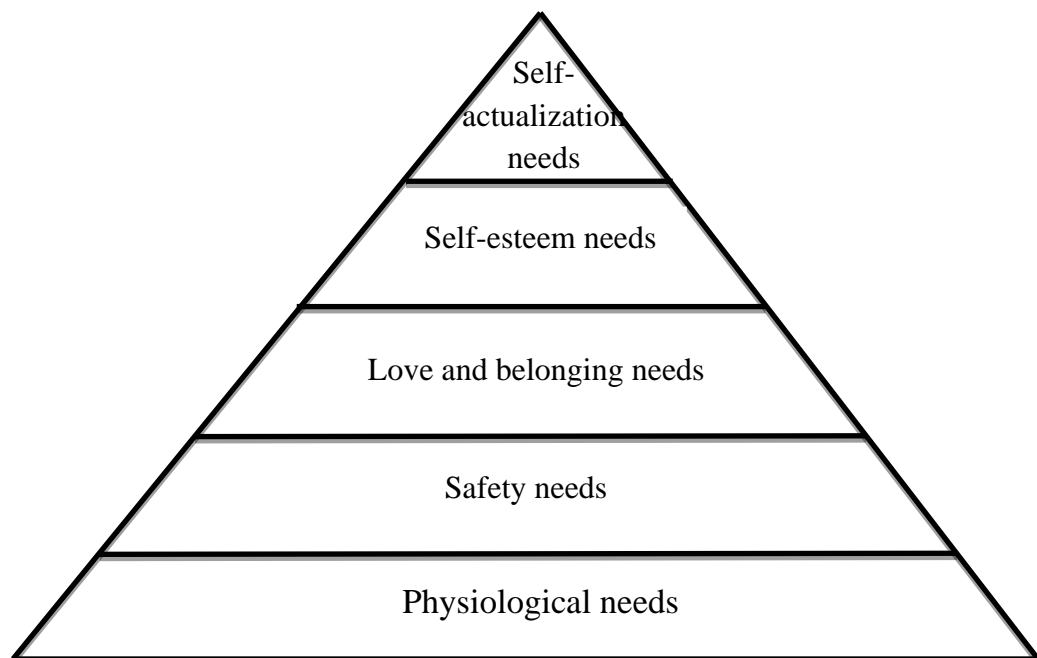 Self-
actualization
needs
Self-esteem needs
Love and belonging needs
Safety needs
Physiological needs